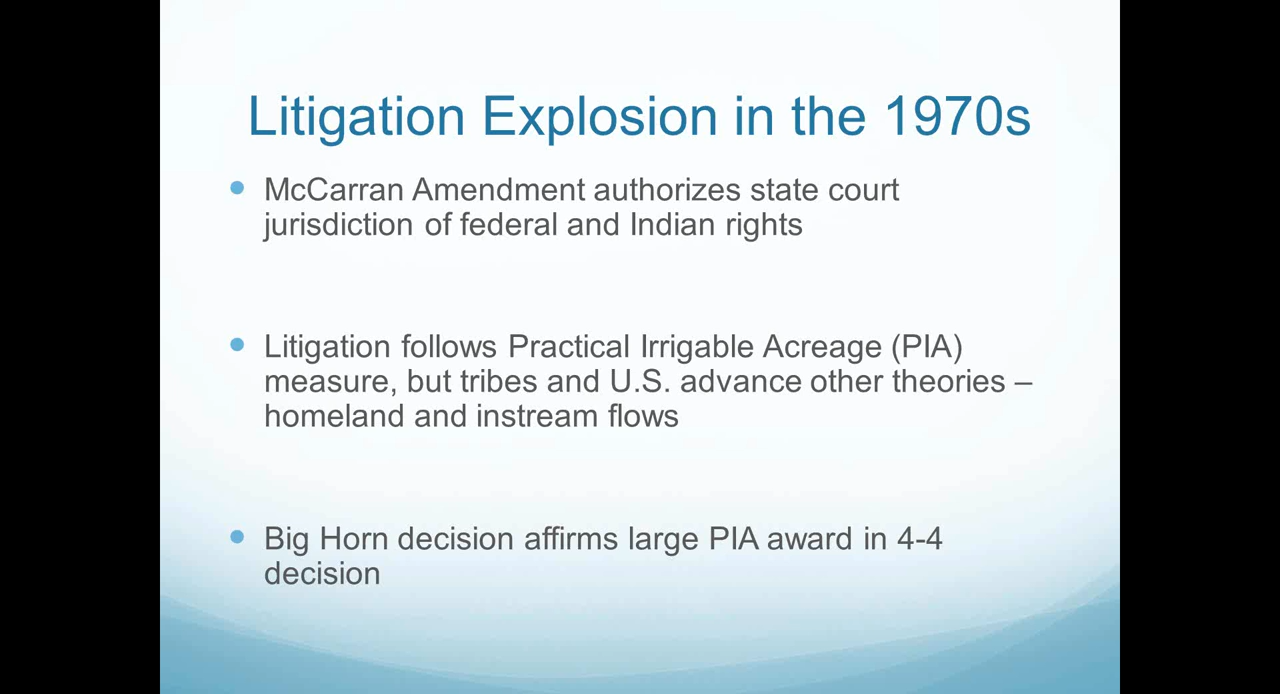 Litigation Explosion in the 1970s
McCarran Amendment authorizes state court
jurisdiction of federal and Indian rights
Litigation follows Practical Irrigable Acreage (PIA)
measure, but tribes and U.S. advance other theories –
homeland and instream flows
Big Horn decision affirms large PIA award in 4-4
decision